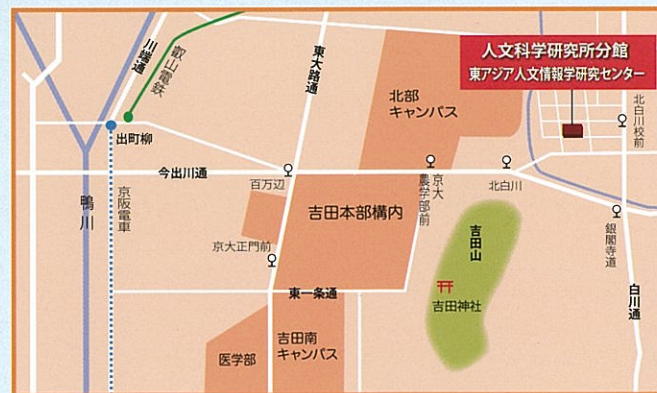 人文科学研究所分館
東アジア人文情報学研究センター
川端通
叡山電鉄
東大路通
北部
キャンパス
北白川校前
出町柳
今出川通
百万辺
京大
農学部前
北白川
鴨川
京阪電車
吉田本部構内
吉田山
銀閣寺道
京大正門前
白川通
東一条通
吉田神社
医学部
吉田南
キャンパス